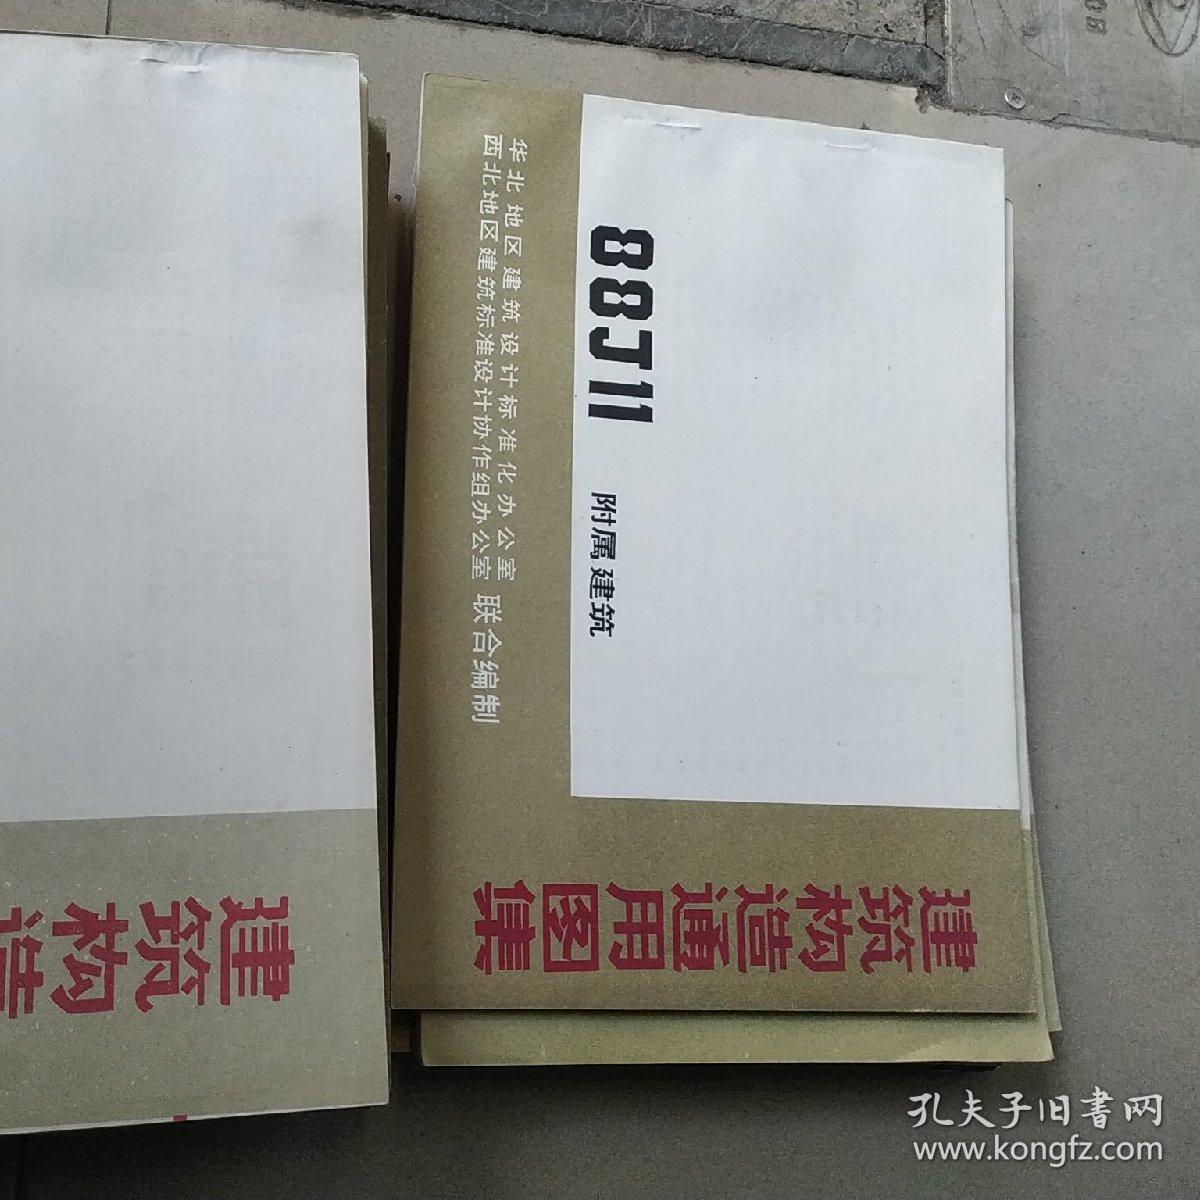 建筑构造通用图集
88J11 附属建筑
华北地区建筑设计标准化办公室
西北地区建筑标准设计协作组办公室
联合编制
建筑构造
孔夫子旧书网
www.kongfz.com